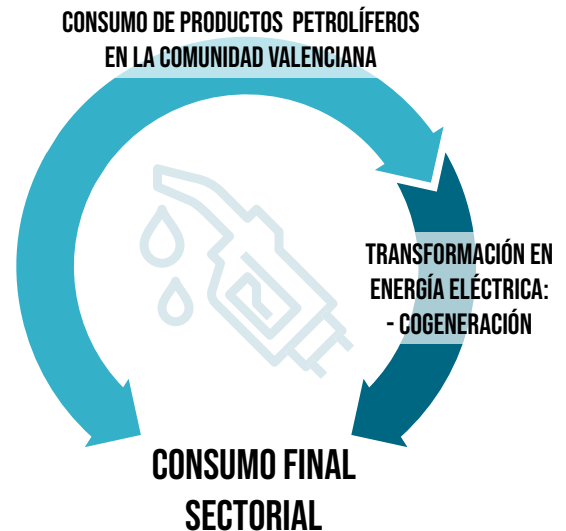 CONSUMO DE PRODUCTOS PETROLÍFEROS
EN LA COMUNIDAD VALENCIANA
TRANSFORMACIÓN EN
ENERGÍA ELÉCTRICA:
- COGENERACIÓN
CONSUMO FINAL
SECTORIAL